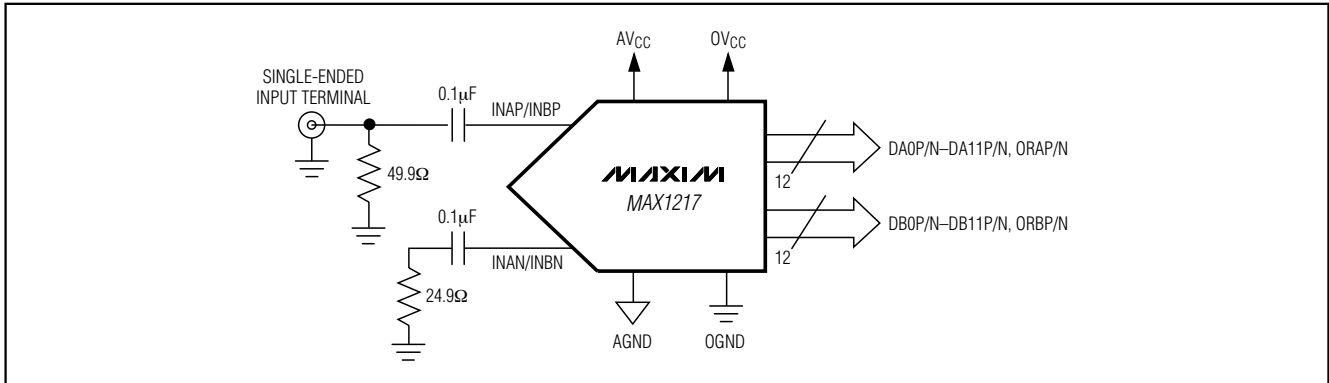 AVCC
OVCC
SINGLE-ENDED
INPUT TERMINAL
0.1µF
INAP/INBP
49.9Ω
MAXIM
MAX1217
12
DA0P/N–DA11P/N, ORAP/N
0.1µF
INAN/INBN
24.9Ω
12
DB0P/N–DB11P/N, ORBP/N
AGND
OGND